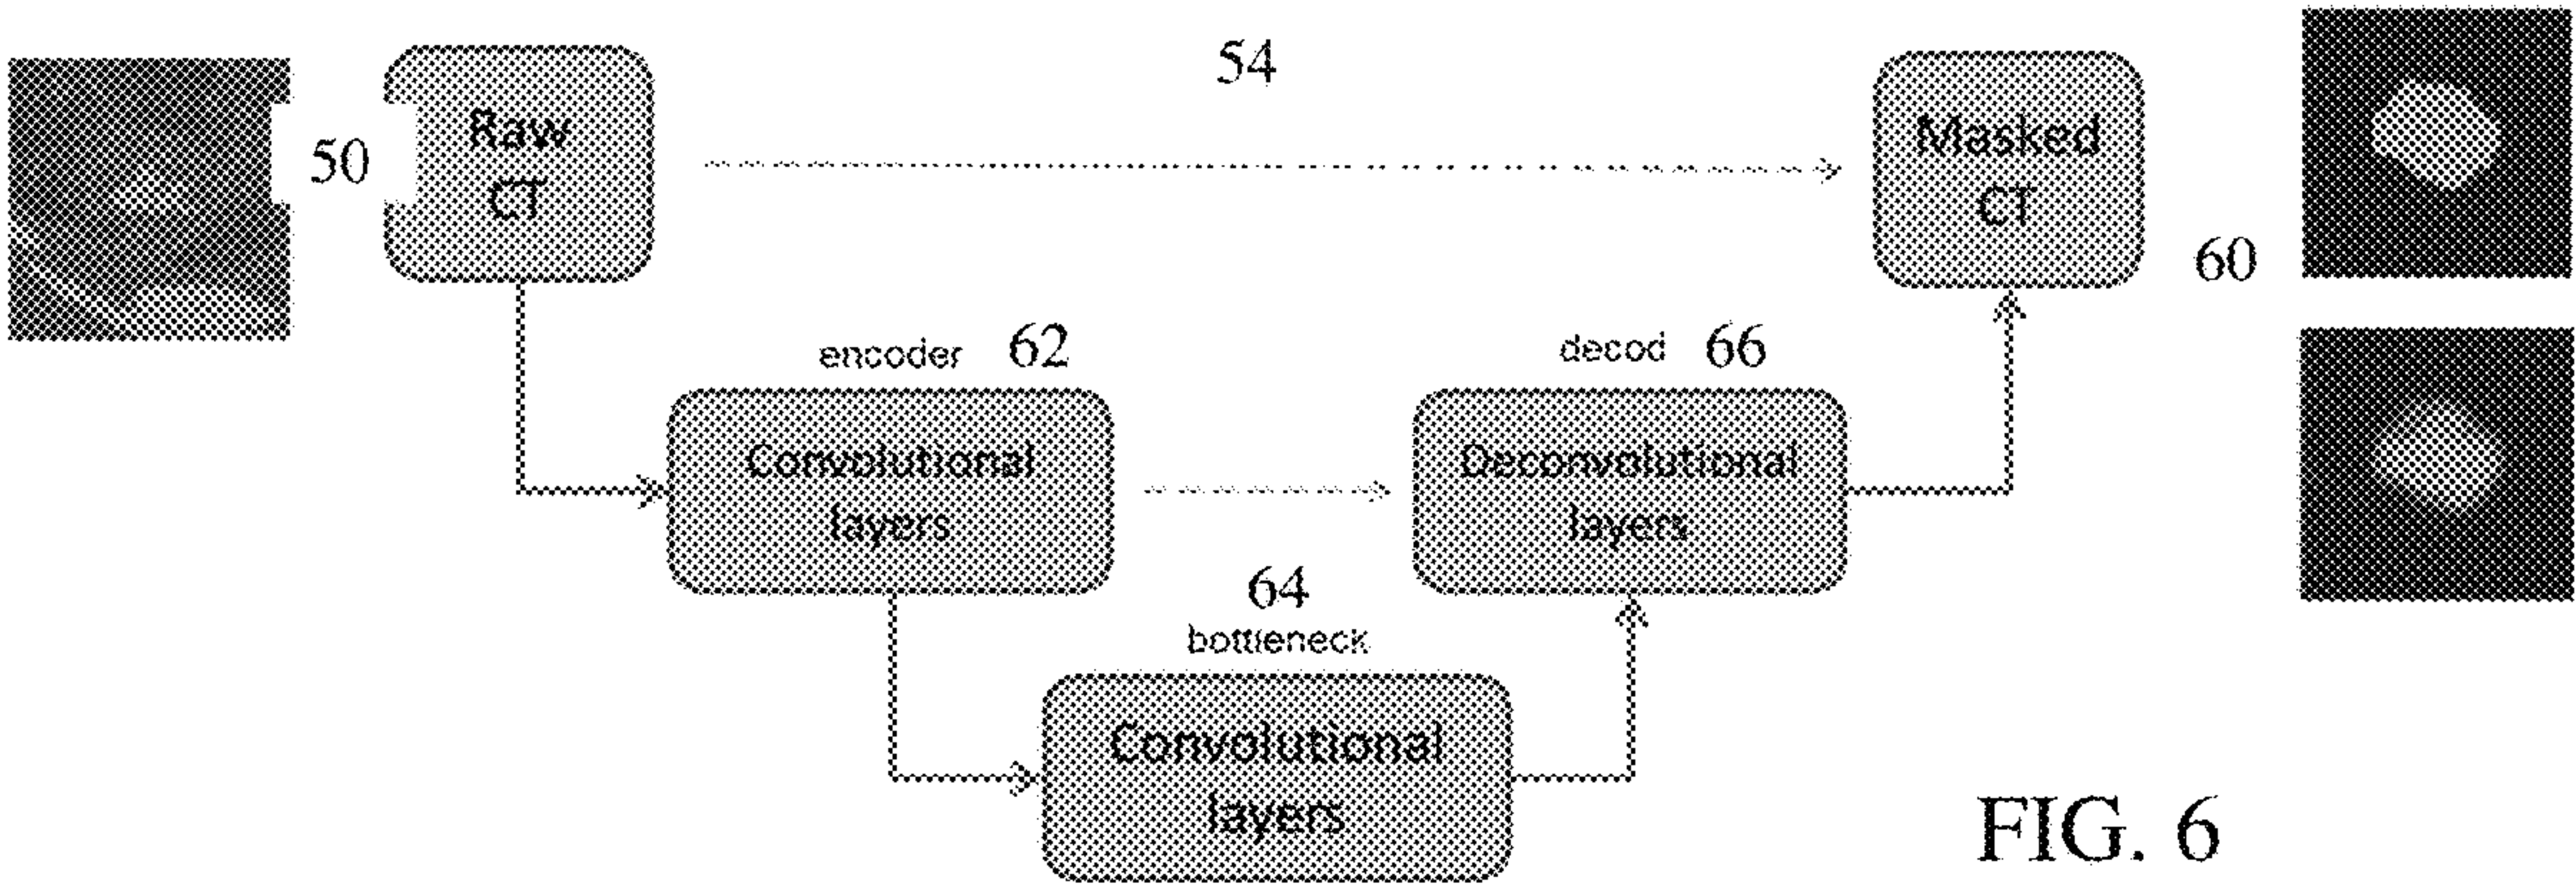 54
50
Raw
CT
Masked
CT
60
encoder 62
decod 66
Convolutional
layers
Deconvolutional
layers
64
bottleneck
Convolutional
layers
FIG. 6